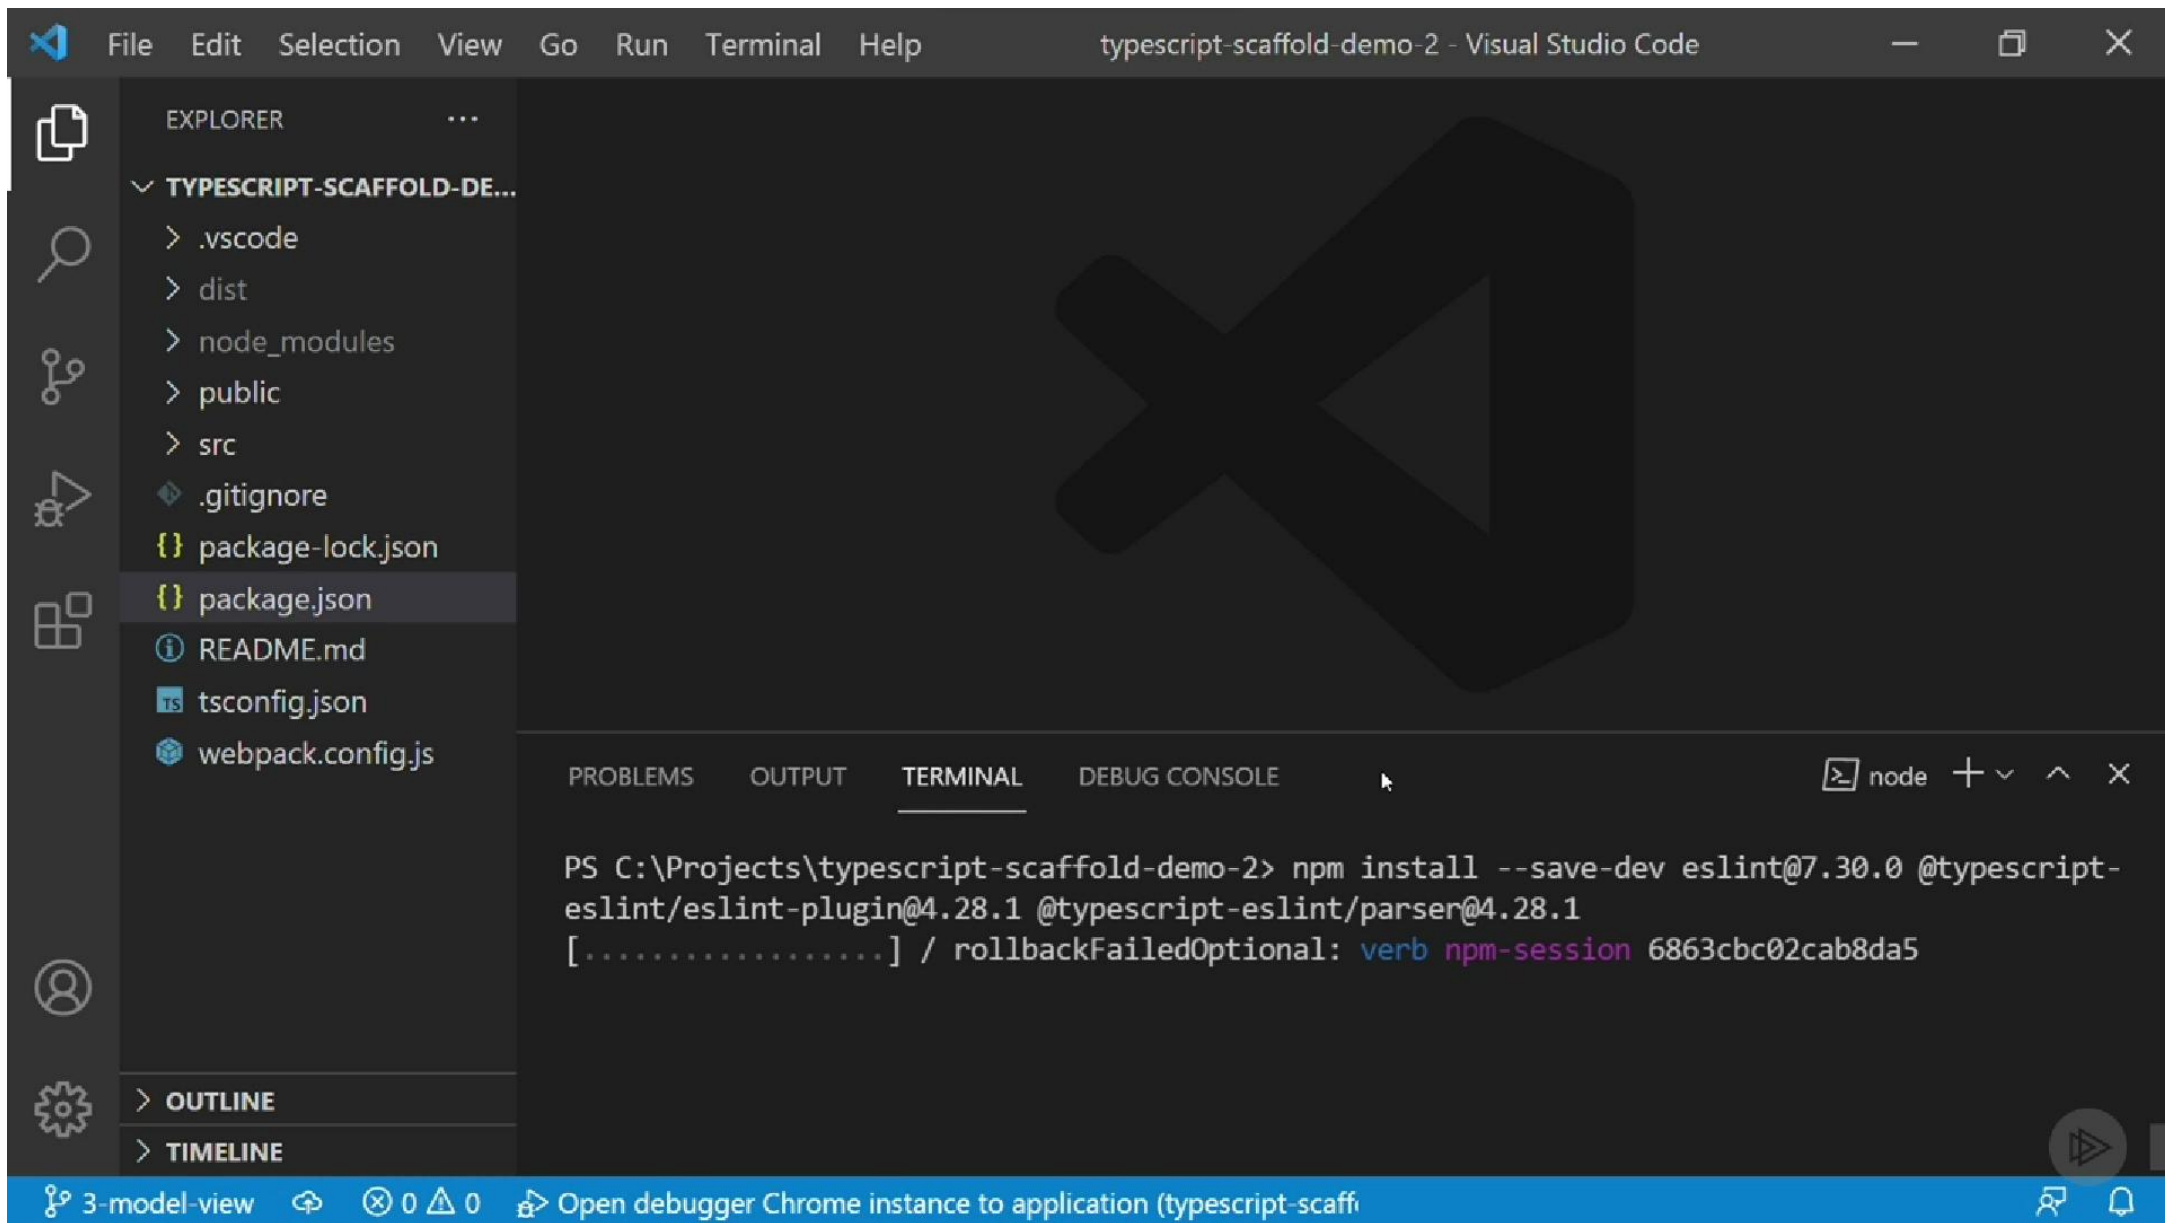 File Edit Selection View Go Run Terminal Help typescript-scaffold-demo-2 - Visual Studio Code
EXPLORER
TYPESCRIPT-SCAFFOLD-DE...
.vscode
dist
node_modules
public
src
.gitignore
{} package-lock.json
{} package.json
README.md
TS tsconfig.json
webpack.config.js
OUTLINE
TIMELINE
PROBLEMS OUTPUT TERMINAL DEBUG CONSOLE node
PS C:\Projects\typescript-scaffold-demo-2> npm install --save-dev eslint@7.30.0 @typescript-
eslint/eslint-plugin@4.28.1 @typescript-eslint/parser@4.28.1
[..................] / rollbackFailedOptional: verb npm-session 6863cbc02cab8da5
3-model-view 0 0 Open debugger Chrome instance to application (typescript-scaff